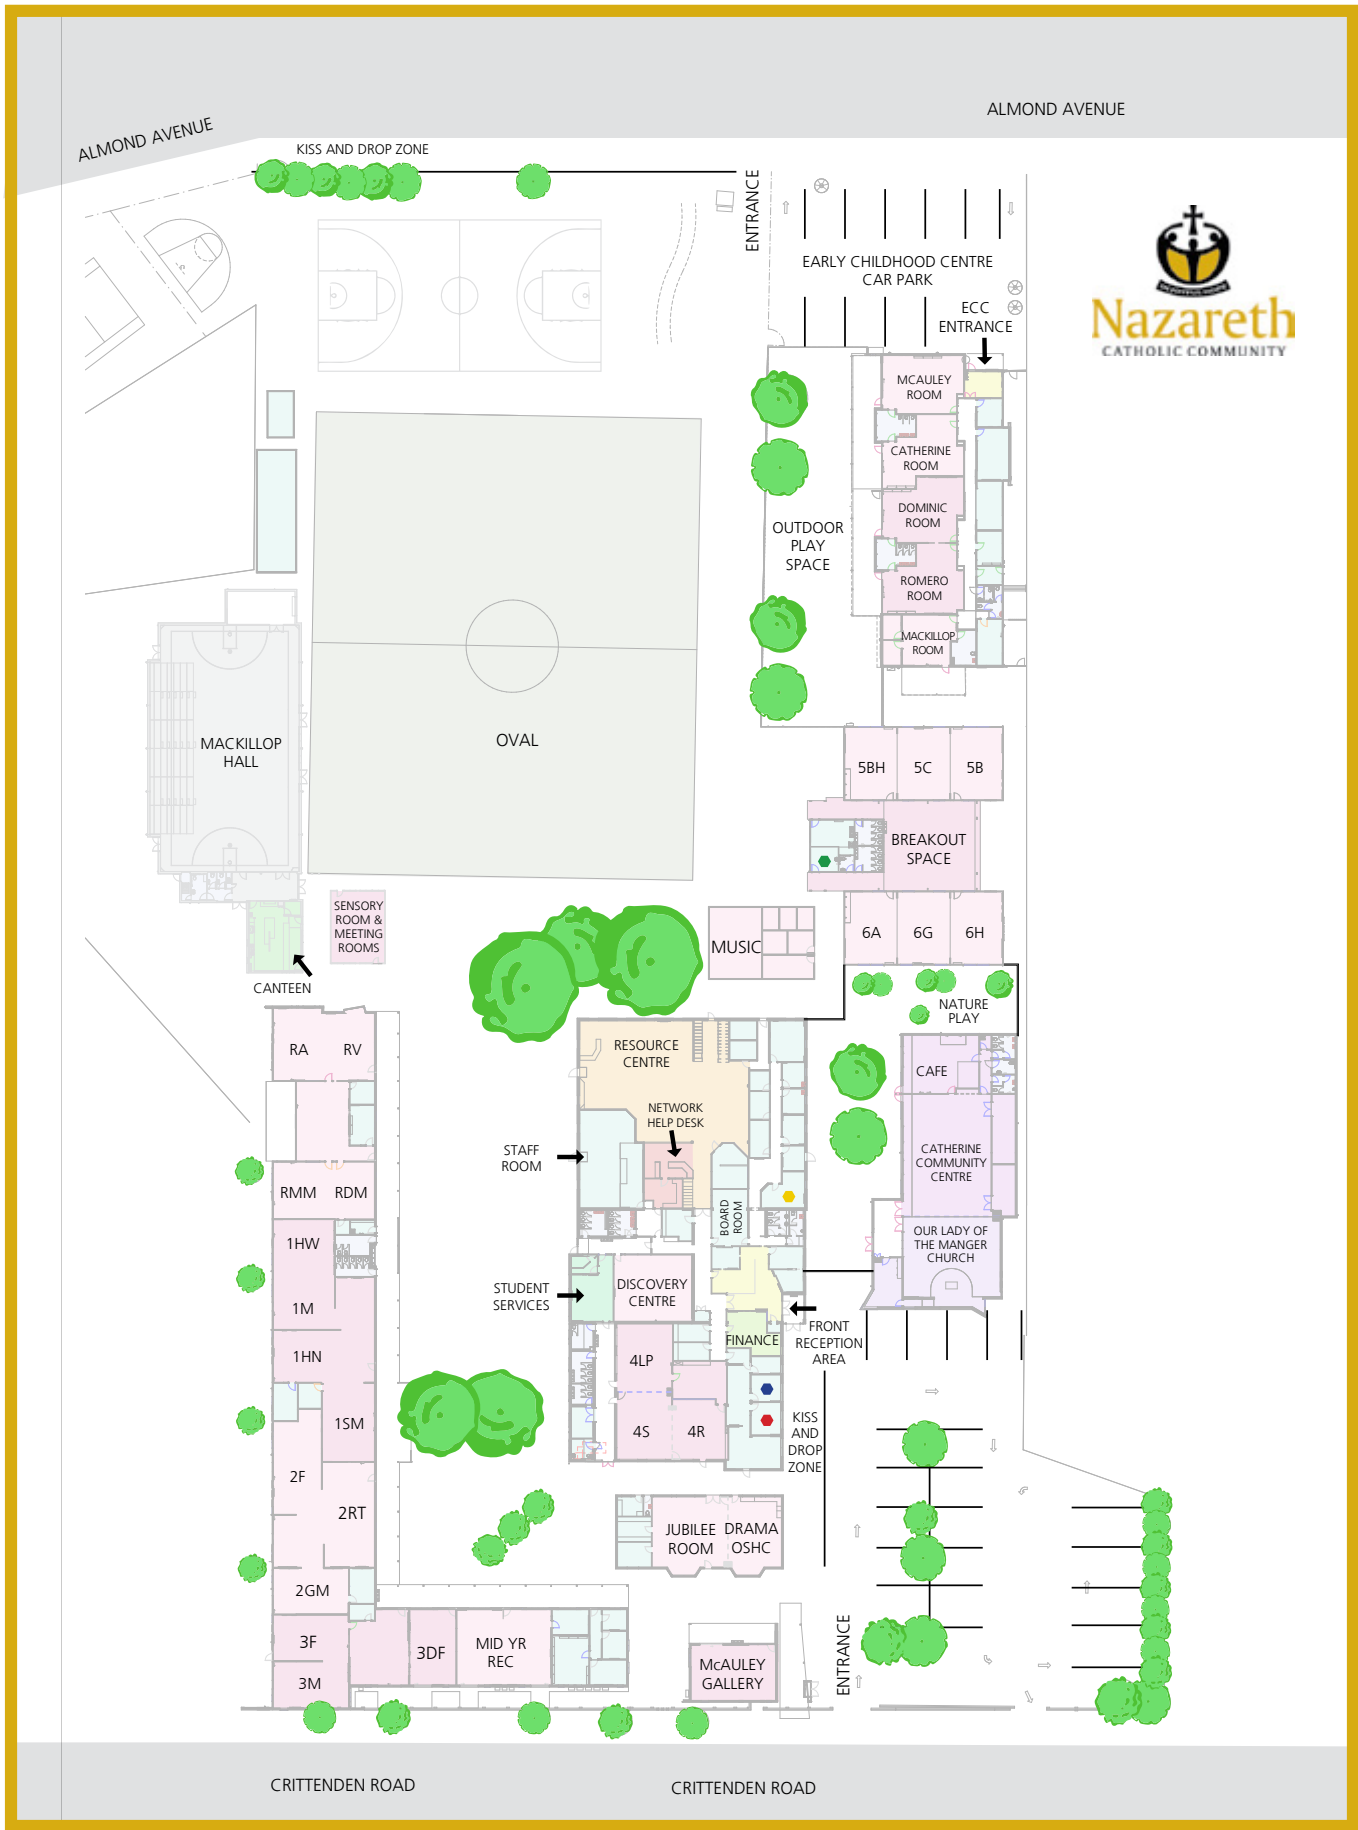 ALMOND AVENUE
ALMOND AVENUE
KISS AND DROP ZONE
ENTRANCE
EARLY CHILDHOOD CENTRE
CAR PARK
ECC
ENTRANCE
Nazareth
CATHOLIC COMMUNITY
MCAULEY
ROOM
CATHERINE
ROOM
DOMINIC
ROOM
OUTDOOR
PLAY
SPACE
ROMERO
ROOM
MACKILLOP
ROOM
MACKILLOP
HALL
OVAL
5BH
5C
5B
BREAKOUT
SPACE
SENSORY
ROOM &
MEETING
ROOMS
CANTEEN
MUSIC
6A
6G
6H
NATURE
PLAY
RA
RV
RESOURCE
CENTRE
CAFE
NETWORK
HELP DESK
STAFF
ROOM
CATHERINE
COMMUNITY
CENTRE
RMM
RDM
BOARD
ROOM
1HW
OUR LADY OF
THE MANGER
CHURCH
STUDENT
SERVICES
DISCOVERY
CENTRE
1M
FRONT
RECEPTION
AREA
FINANCE
1HN
4LP
1SM
4S
4R
KISS
AND
DROP
ZONE
2F
2RT
JUBILEE
ROOM
DRAMA
OSHC
2GM
3F
3DF
MID YR
REC
3M
McAULEY
GALLERY
ENTRANCE
CRITTENDEN ROAD
CRITTENDEN ROAD